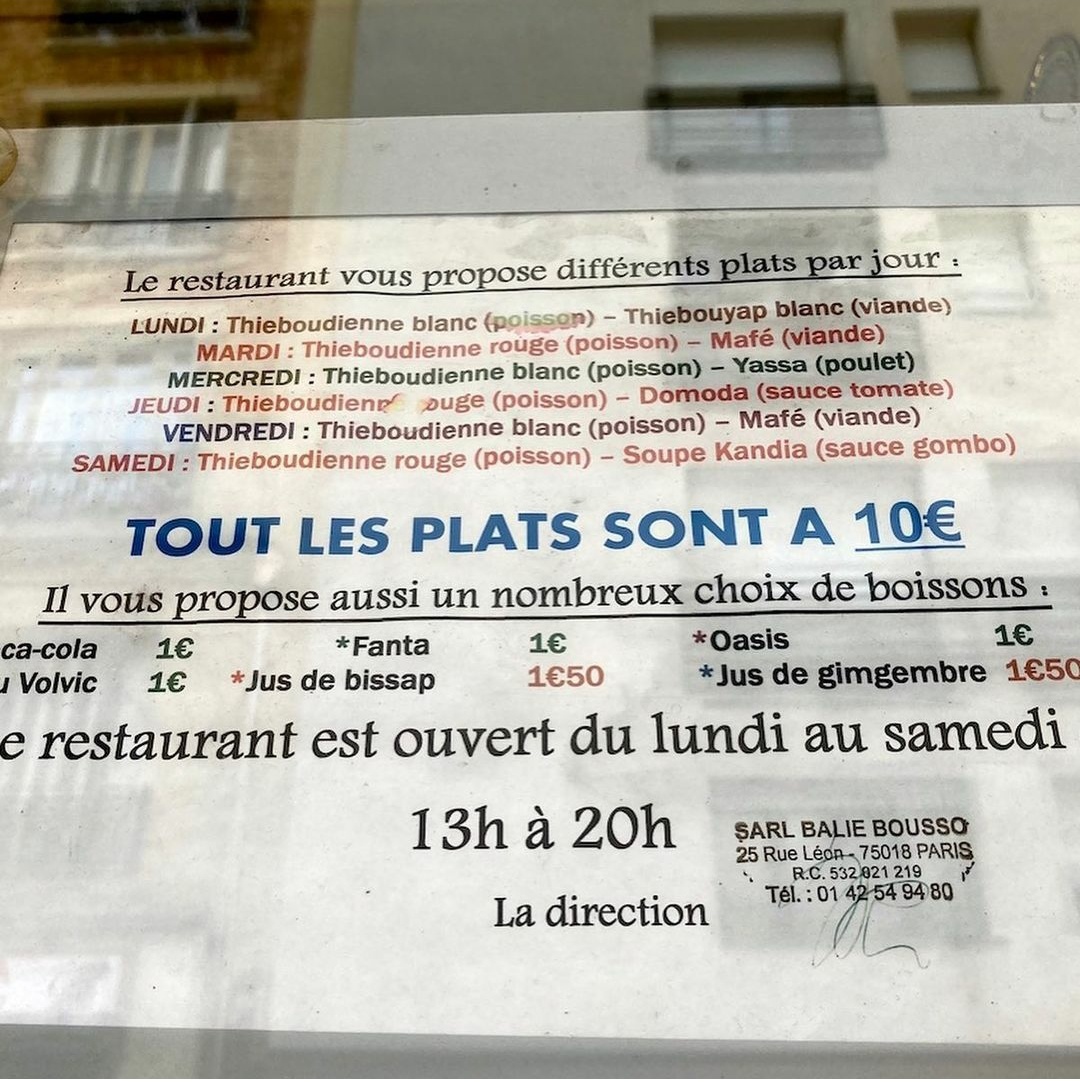 Le restaurant vous propose différents plats par jour :
LUNDI : Thieboudienne blanc (poisson) – Thiebouyap blanc (viande)
MARDI : Thieboudienne rouge (poisson) – Mafé (viande)
MERCREDI : Thieboudienne blanc (poisson) – Yassa (poulet)
JEUDI : Thieboudienne ouge (poisson) – Domoda (sauce tomate)
VENDREDI : Thieboudienne blanc (poisson) – Mafé (viande)
SAMEDI : Thieboudienne rouge (poisson) – Soupe Kandia (sauce gombo)
TOUT LES PLATS SONT A 10€
Il vous propose aussi un nombreux choix de boissons :
ca-cola 1€ *Fanta 1€ *Oasis 1€
u Volvic 1€ *Jus de bissap 1€50 *Jus de gimgembre 1€50
e restaurant est ouvert du lundi au samedi
13h à 20h
La direction
SARL BALIE BOUSSO
25 Rue Léon - 75018 PARIS
R.C. 532 021 219
Tél. : 01 42 54 94 80